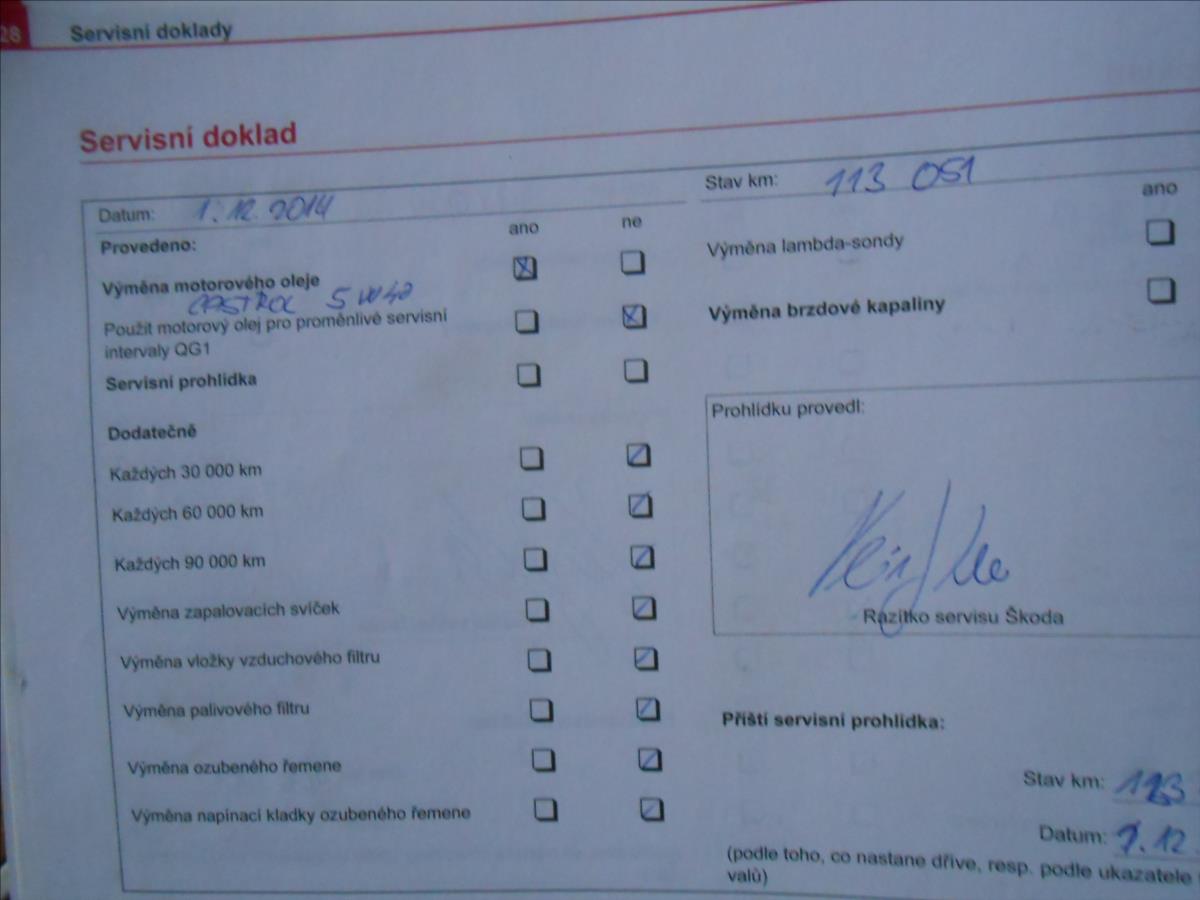 28 Servisní doklady
Servisní doklad
Datum: 1.12.2014
ano ne
Provedeno:
Výměna motorového oleje
CASTROL 5W40
Použit motorový olej pro proměnlivé servisní
intervaly QG1
Servisní prohlídka
Dodatečně
Každých 30 000 km
Každých 60 000 km
Každých 90 000 km
Výměna zapalovacích svíček
Výměna vložky vzduchového filtru
Výměna palivového filtru
Výměna ozubeného řemene
Výměna napínací kladky ozubeného řemene
Stav km: 113 051
ano
Výměna lambda-sondy
Výměna brzdové kapaliny
Prohlídku provedl:
Razítko servisu Škoda
Příští servisní prohlídka:
Stav km: 123
Datum: 1.12.
(podle toho, co nastane dříve, resp. podle ukazatele
valů)